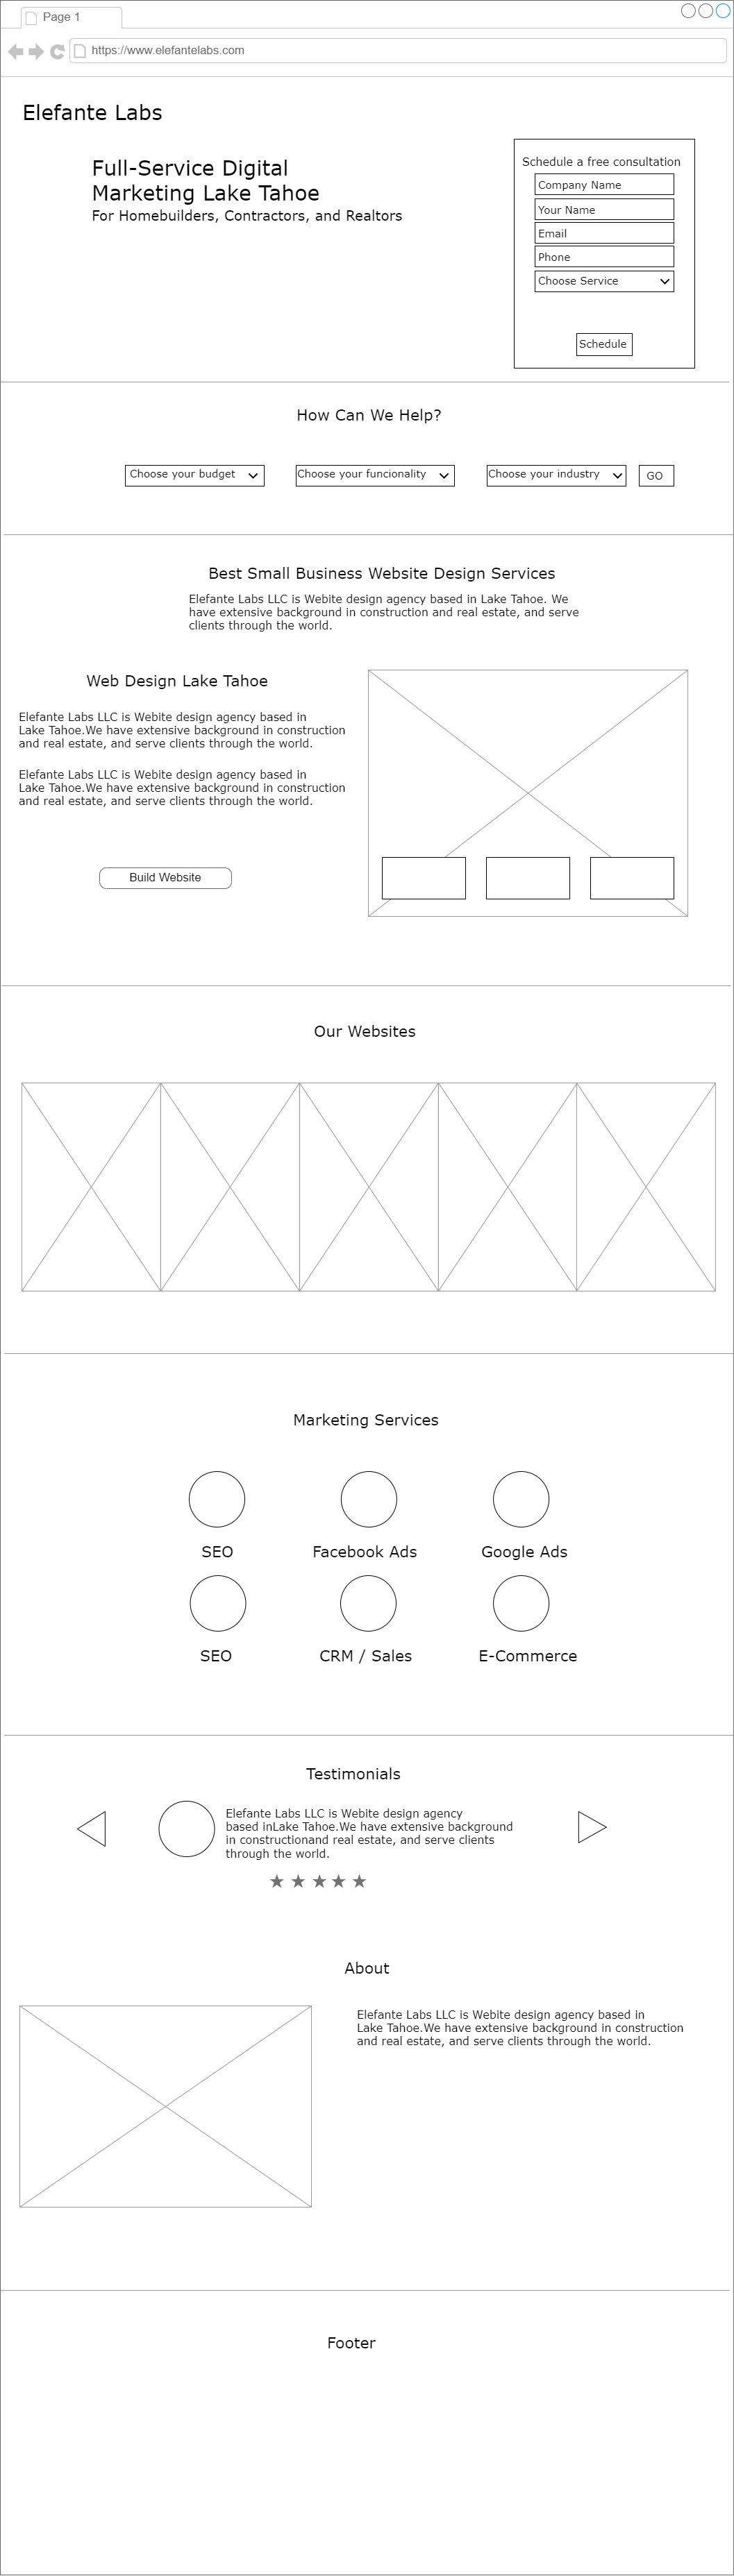 Page 1
https://www.elefantelabs.com
Elefante Labs
Full-Service Digital
Marketing Lake Tahoe
For Homebuilders, Contractors, and Realtors
Schedule a free consultation
Company Name
Your Name
Email
Phone
Choose Service
Schedule
How Can We Help?
Choose your budget
Choose your funcionality
Choose your industry
GO
Best Small Business Website Design Services
Elefante Labs LLC is Webite design agency based in Lake Tahoe. We
have extensive background in construction and real estate, and serve
clients through the world.
Web Design Lake Tahoe
Elefante Labs LLC is Webite design agency based in
Lake Tahoe.We have extensive background in construction
and real estate, and serve clients through the world.
Elefante Labs LLC is Webite design agency based in
Lake Tahoe.We have extensive background in construction
and real estate, and serve clients through the world.
Build Website
Our Websites
Marketing Services
SEO
Facebook Ads
Google Ads
SEO
CRM / Sales
E-Commerce
Testimonials
Elefante Labs LLC is Webite design agency
based inLake Tahoe.We have extensive background
in constructionand real estate, and serve clients
through the world.
About
Elefante Labs LLC is Webite design agency based in
Lake Tahoe.We have extensive background in construction
and real estate, and serve clients through the world.
Footer